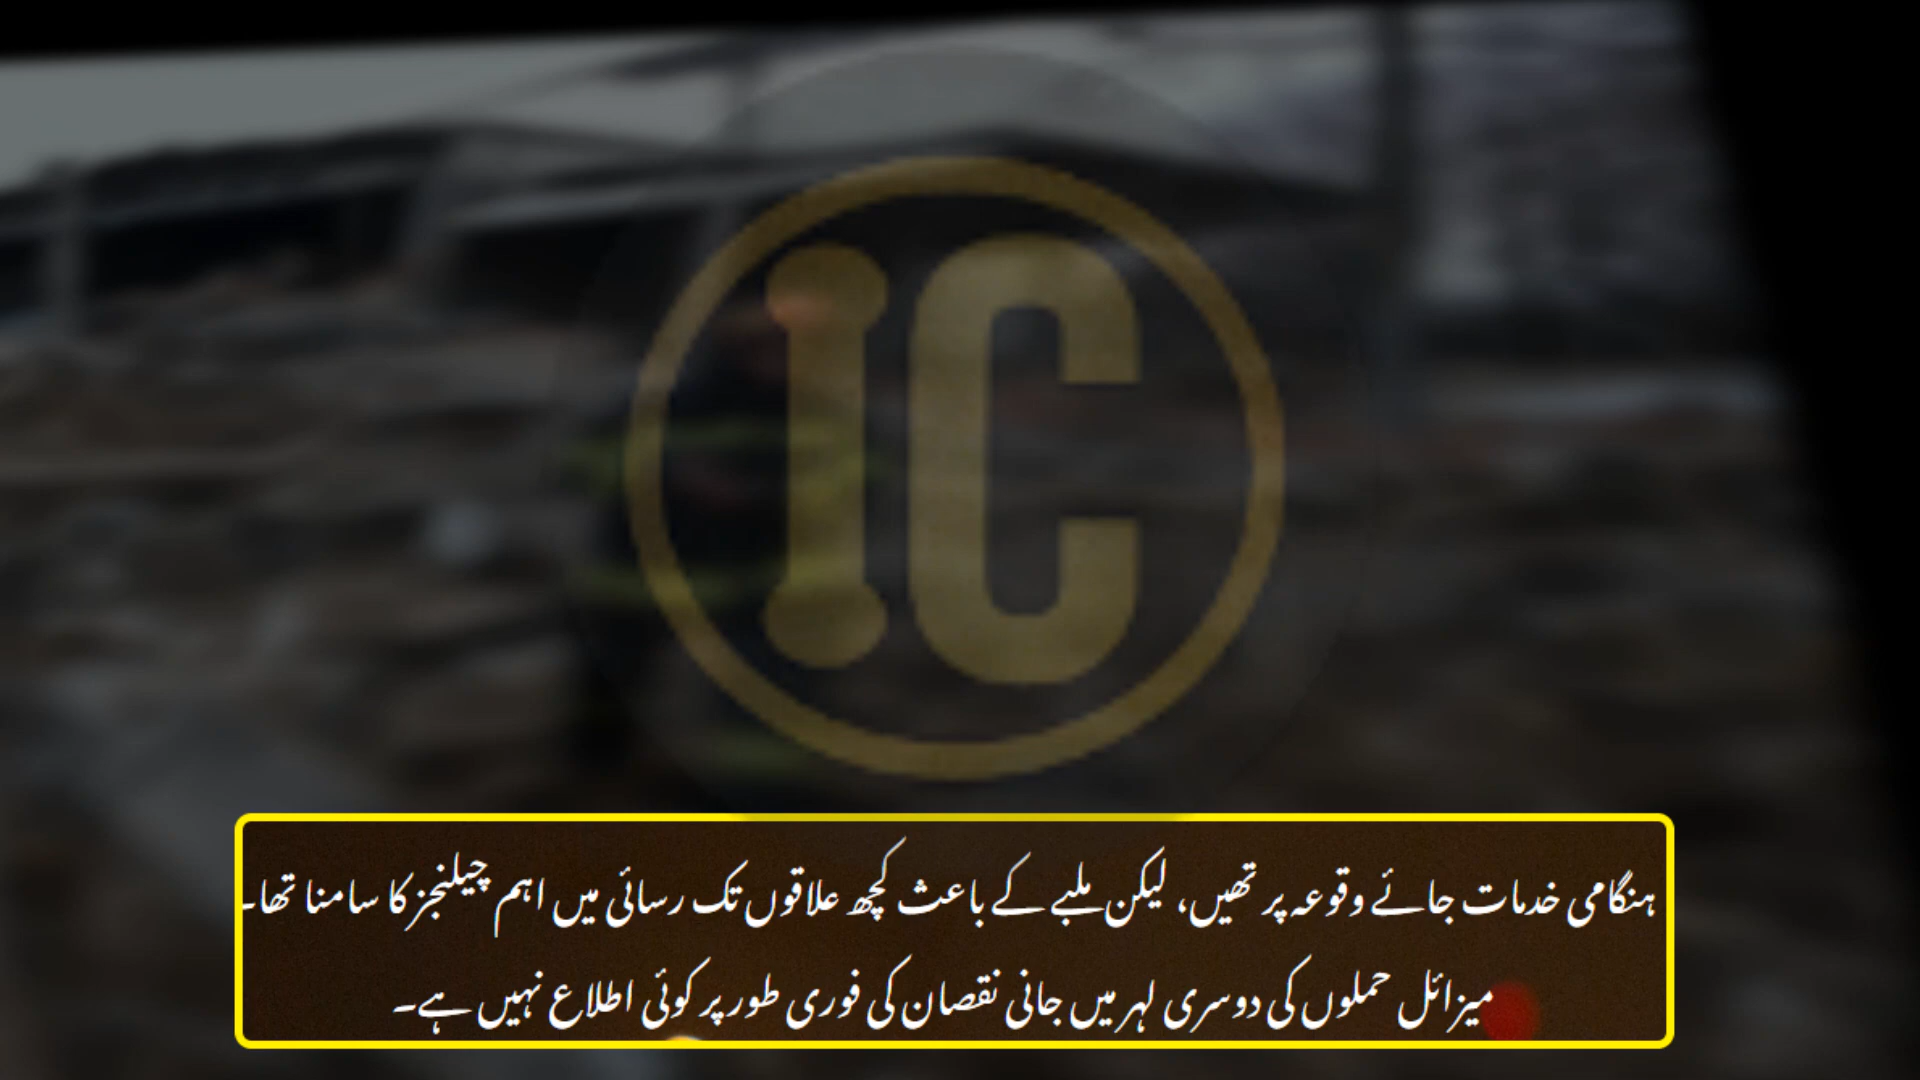 IC
ہنگامی خدمات جائے وقوعہ پر تھیں، لیکن ملبے کے باعث کچھ علاقوں تک رسائی میں اہم چیلنجز کا سامنا تھا۔
میزائل حملوں کی دوسری لہر میں جانی نقصان کی فوری طور پر کوئی اطلاع نہیں ہے۔